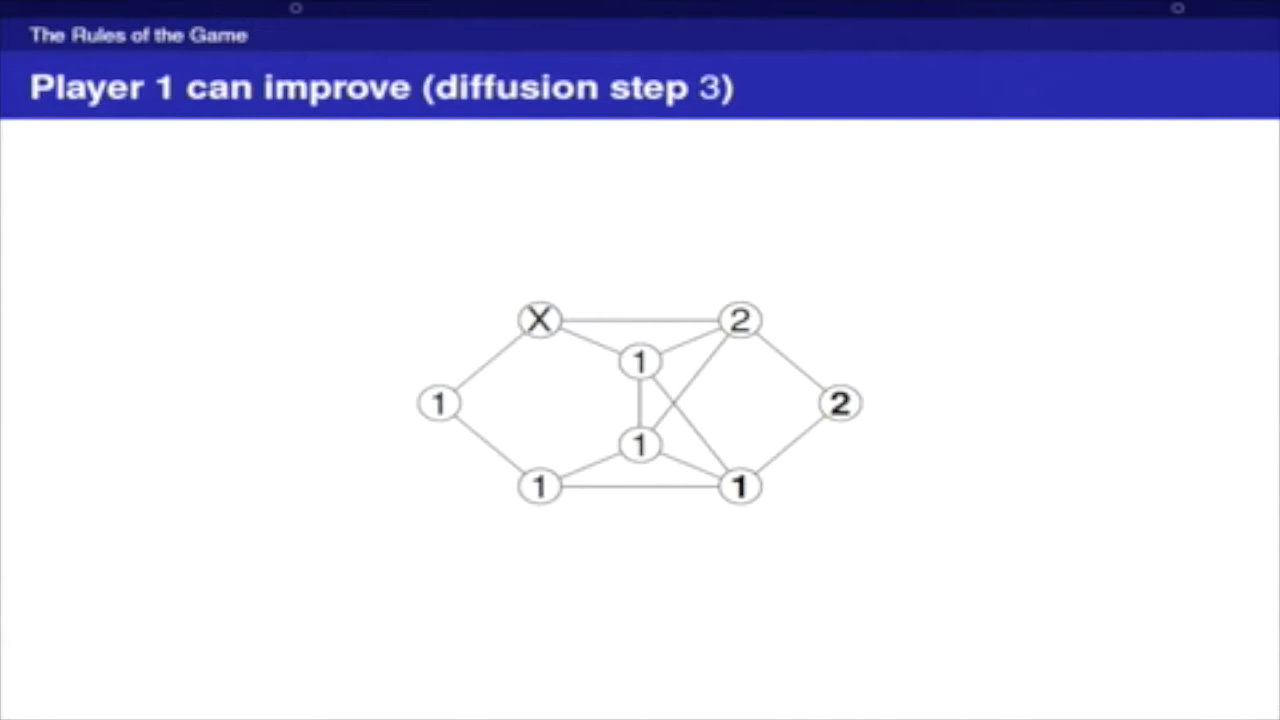 The Rules of the Game
Player 1 can improve (diffusion step 3)
X 2
1
1 2
1
1 1